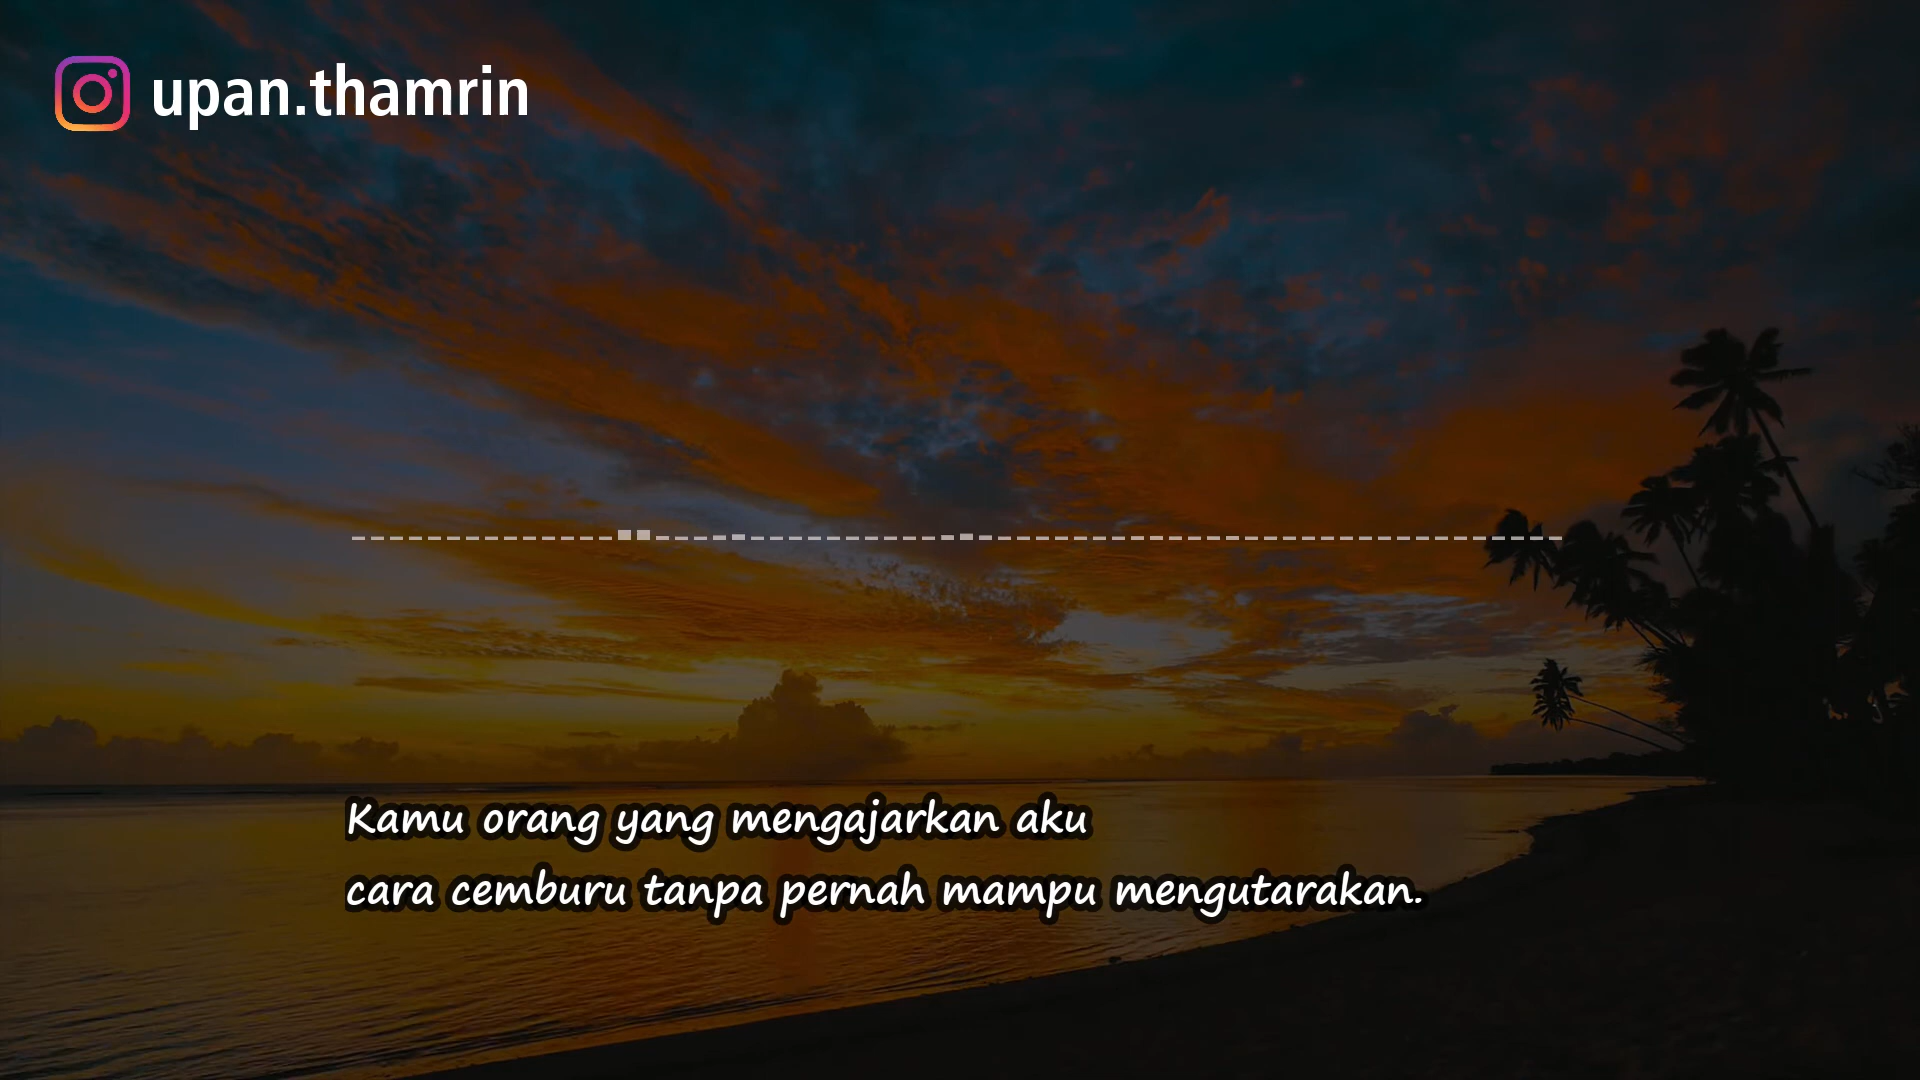 upan.thamrin
Kamu orang yang mengajarkan aku
cara cemburu tanpa pernah mampu mengutarakan.